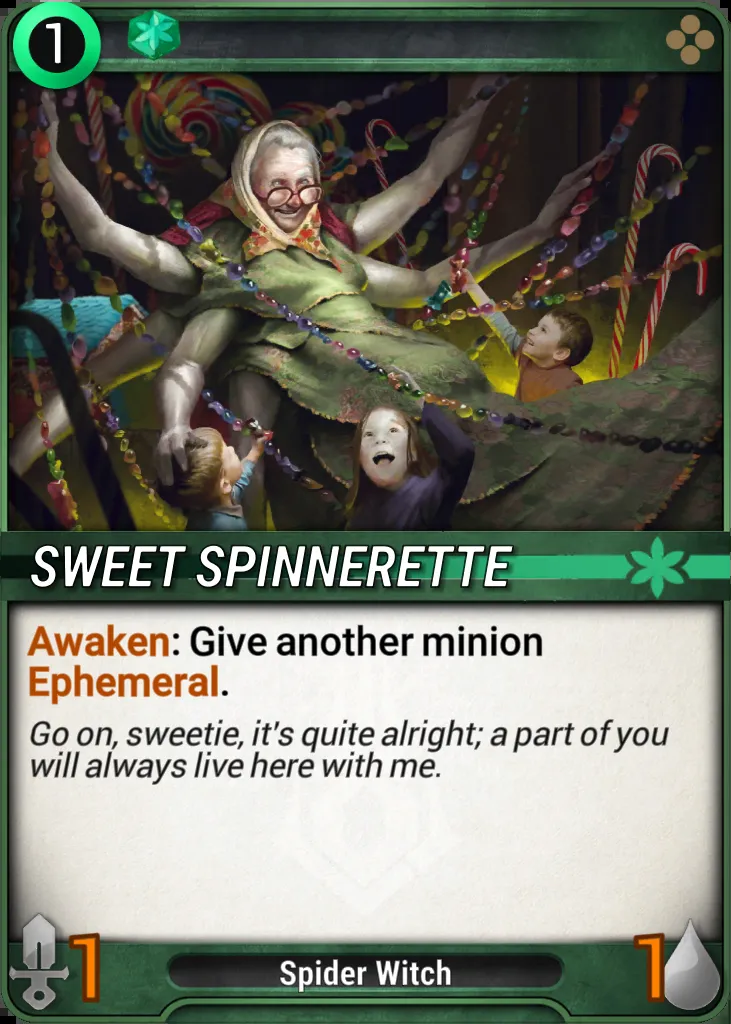 1
SWEET SPINNERETTE
Awaken: Give another minion
Ephemeral.
Go on, sweetie, it's quite alright; a part of you
will always live here with me.
1
Spider Witch
1